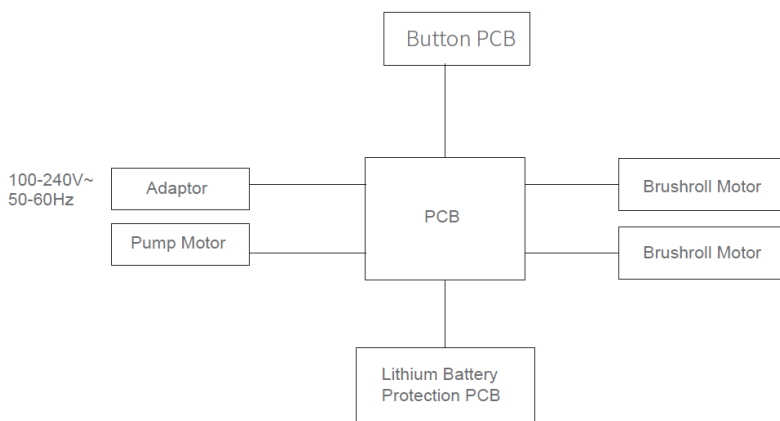 Button PCB
100-240V~
50-60Hz
Adaptor
Brushroll Motor
PCB
Pump Motor
Brushroll Motor
Lithium Battery
Protection PCB